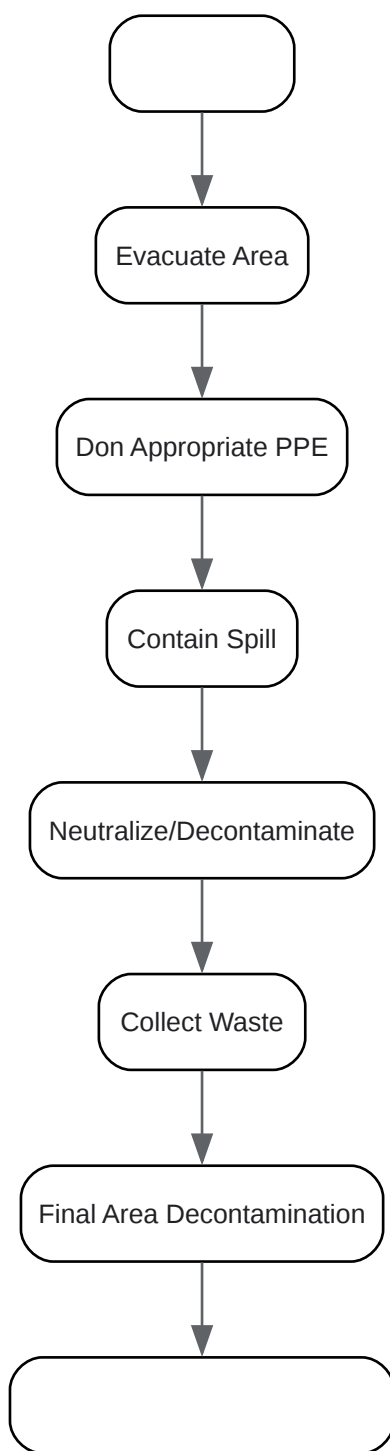 Evacuate Area
Don Appropriate PPE
Contain Spill
Neutralize/Decontaminate
Collect Waste
Final Area Decontamination